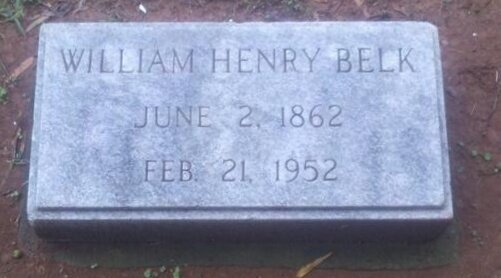 WILLIAM HENRY BELK
JUNE 2, 1862
FEB. 21, 1952